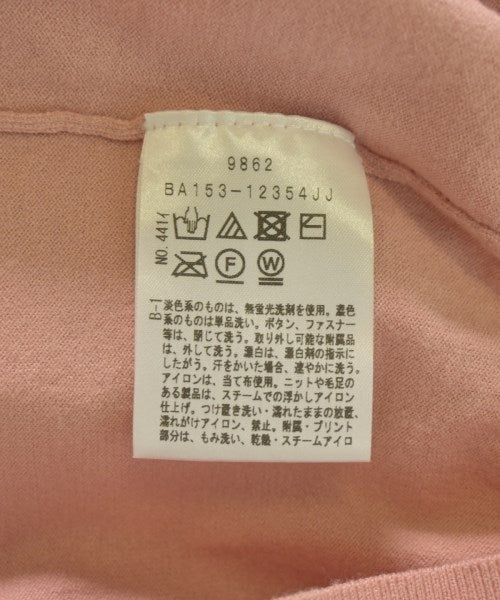 9862
BA153-12354JJ
NO.4414
F W
B-1
淡色系のものは、無蛍光洗剤を使用。濃色
系のものは単品洗い。ボタン、ファスナー
等は、閉じて洗う。取り外し可能な附属品
は、外して洗う。漂白は、漂白剤の指示に
したがう。汗をかいた場合、速やかに洗う。
アイロンは、当て布使用。ニットや毛足の
ある製品は、スチームでの浮かしアイロン
仕上げ。つけ置き洗い・濡れたままの放置、
濡れがけアイロン、禁止。附属・プリント
部分は、もみ洗い、乾燥・スチームアイロ